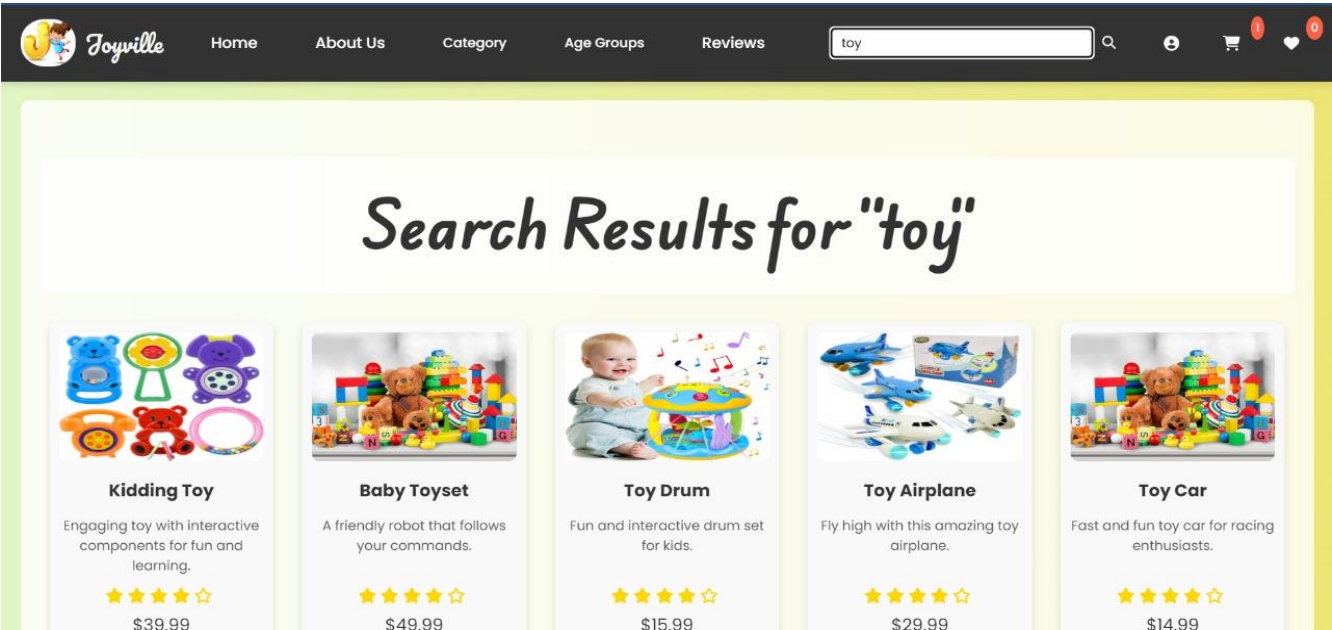 Joyville Home About Us Category Age Groups Reviews toy 1 0
Search Results for "toy"
Kidding Toy
Engaging toy with interactive
components for fun and
learning.
$39.99
Baby Toyset
A friendly robot that follows
your commands.
$49.99
Toy Drum
Fun and interactive drum set
for kids.
$15.99
Toy Airplane
Fly high with this amazing toy
airplane.
$29.99
Toy Car
Fast and fun toy car for racing
enthusiasts.
$14.99